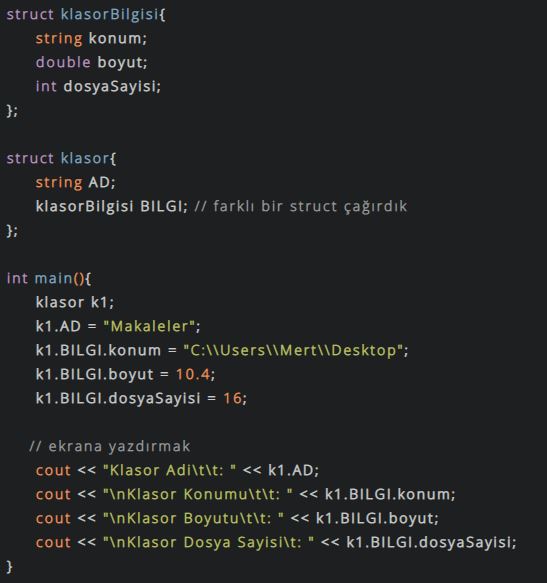 struct klasorBilgisi{
string konum;
double boyut;
int dosyaSayisi;
};
struct klasor{
string AD;
klasorBilgisi BILGI; // farklı bir struct çağırdık
};
int main(){
klasor k1;
k1.AD = "Makaleler";
k1.BILGI.konum = "C:\\Users\\Mert\\Desktop";
k1.BILGI.boyut = 10.4;
k1.BILGI.dosyaSayisi = 16;
// ekrana yazdırmak
cout << "Klasor Adi\t\t: " << k1.AD;
cout << "\nKlasor Konumu\t\t: " << k1.BILGI.konum;
cout << "\nKlasor Boyutu\t\t: " << k1.BILGI.boyut;
cout << "\nKlasor Dosya Sayisi\t: " << k1.BILGI.dosyaSayisi;
}